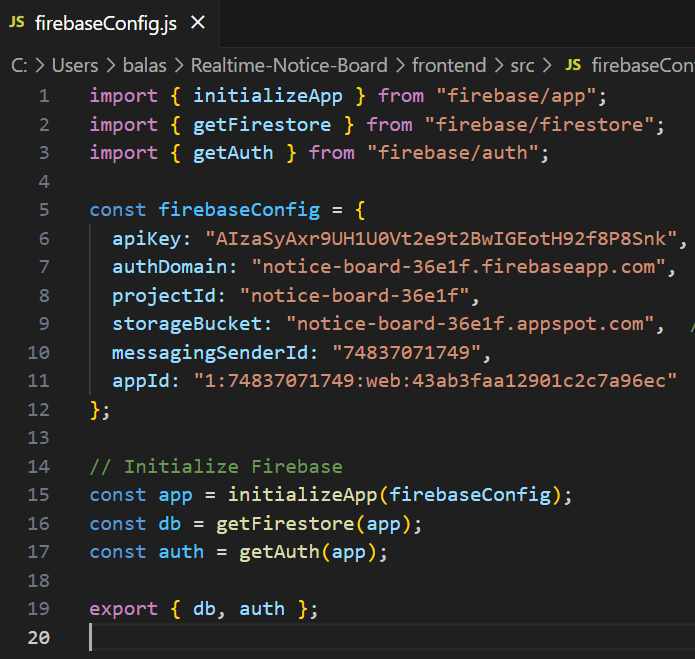 JS firebaseConfig.js ×
C: > Users > balas > Realtime-Notice-Board > frontend > src > JS firebaseCon
1 import { initializeApp } from "firebase/app";
2 import { getFirestore } from "firebase/firestore";
3 import { getAuth } from "firebase/auth";
4
5 const firebaseConfig = {
6 apiKey: "AIzaSyAxr9UH1U0Vt2e9t2BwIGEotH92f8P8Snk",
7 authDomain: "notice-board-36e1f.firebaseapp.com",
8 projectId: "notice-board-36e1f",
9 storageBucket: "notice-board-36e1f.appspot.com", /
10 messagingSenderId: "74837071749",
11 appId: "1:74837071749:web:43ab3faa12901c2c7a96ec"
12 };
13
14 // Initialize Firebase
15 const app = initializeApp(firebaseConfig);
16 const db = getFirestore(app);
17 const auth = getAuth(app);
18
19 export { db, auth };
20